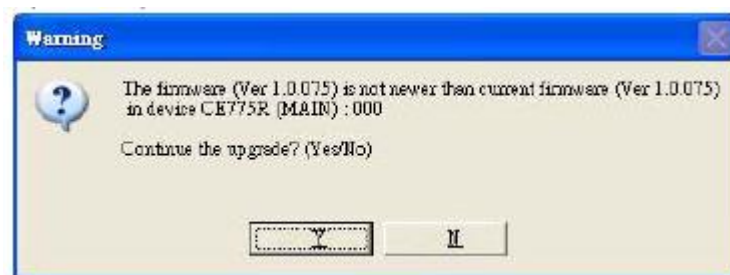 Warning
The firmware (Ver 1.0.075) is not newer than current firmware (Ver 1.0.075)
in device CE775R (MAIN) : 000
Continue the upgrade? (Yes/No)
Y N